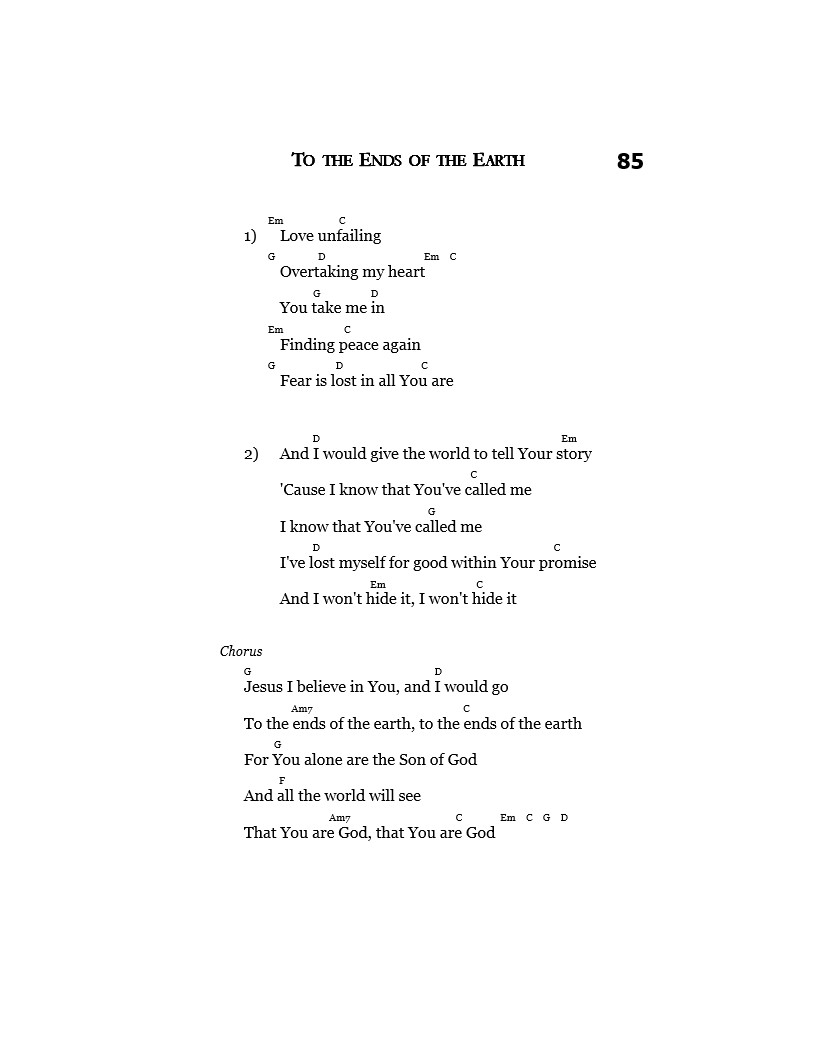 TO THE ENDS OF THE EARTH 85
Em C
1) Love unfailing
G D Em C
Overtaking my heart
G D
You take me in
Em C
Finding peace again
G D C
Fear is lost in all You are
D Em
2) And I would give the world to tell Your story
C
'Cause I know that You've called me
G
I know that You've called me
D C
I've lost myself for good within Your promise
Em C
And I won't hide it, I won't hide it
Chorus
G D
Jesus I believe in You, and I would go
Am7 C
To the ends of the earth, to the ends of the earth
G
For You alone are the Son of God
F
And all the world will see
Am7 C Em C G D
That You are God, that You are God